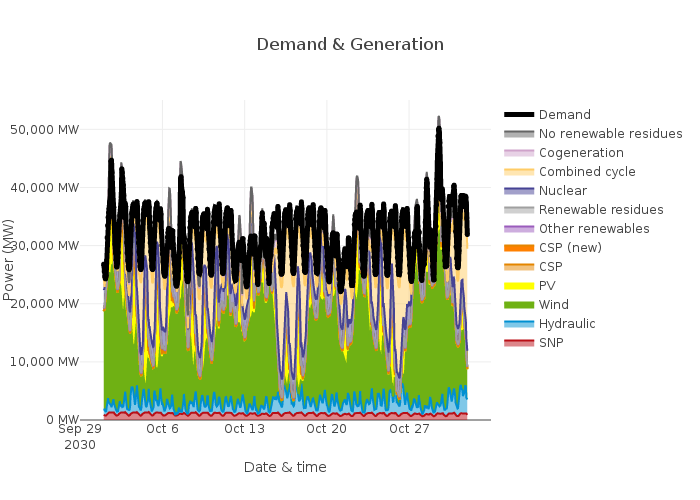 Demand & Generation
50,000 MW
40,000 MW
30,000 MW
20,000 MW
10,000 MW
0 MW
Power (MW)
Sep 29
2030
Oct 6
Oct 13
Oct 20
Oct 27
Date & time
Demand
No renewable residues
Cogeneration
Combined cycle
Nuclear
Renewable residues
Other renewables
CSP (new)
CSP
PV
Wind
Hydraulic
SNP